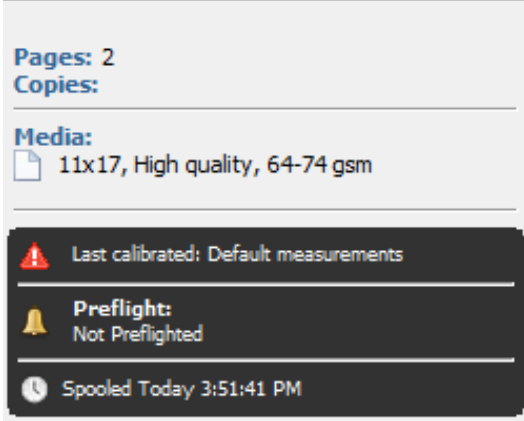 Pages: 2
Copies:
Media:
11x17, High quality, 64-74 gsm
Last calibrated: Default measurements
Preflight:
Not Preflighted
Spooled Today 3:51:41 PM